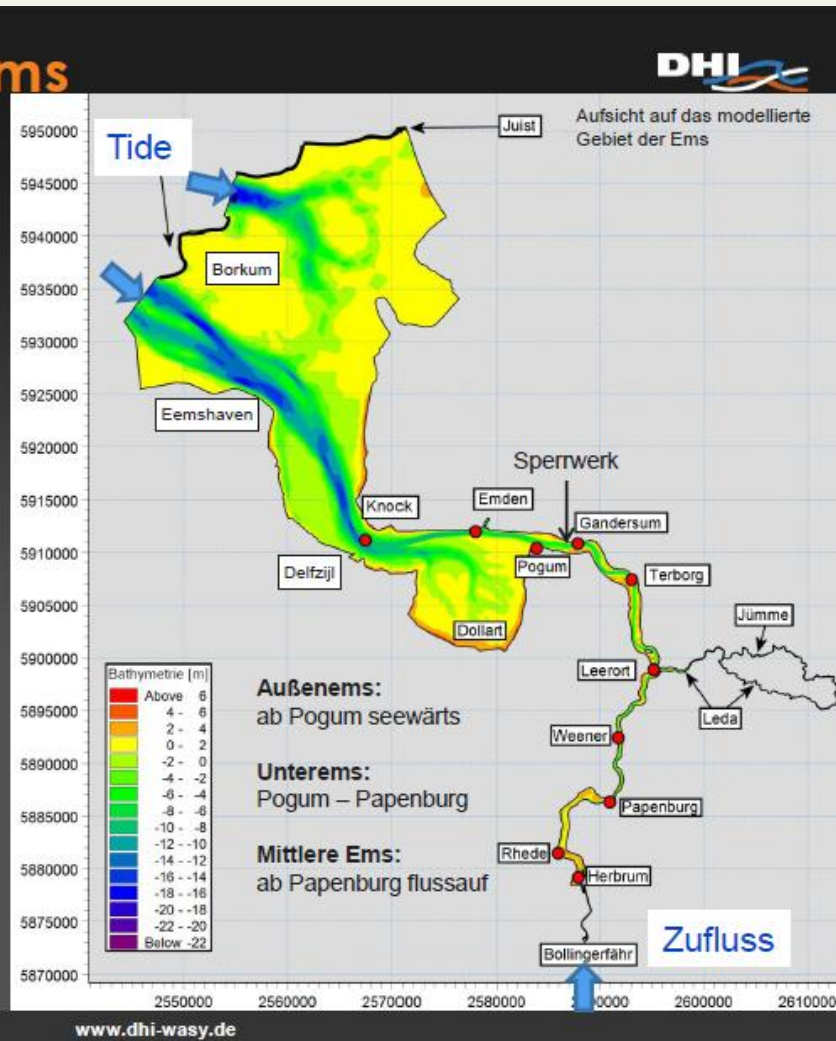 ms
DHI
Aufsicht auf das modellierte
Gebiet der Ems
Tide
Juist
Borkum
Eemshaven
Sperrwerk
Knock
Emden
Gandersum
Delfzijl
Pogum
Terborg
Dollart
Jümme
Leerort
Leda
Weener
Papenburg
Rhede
Herbrum
Bollingerfähr
Zufluss
Außenems:
ab Pogum seewärts
Unterems:
Pogum – Papenburg
Mittlere Ems:
ab Papenburg flussauf
Bathymetrie [m]
Above 6
4 - 6
2 - 4
0 - 2
-2 - 0
-4 - -2
-6 - -4
-8 - -6
-10 - -8
-12 - -10
-14 - -12
-16 - -14
-18 - -16
-20 - -18
-22 - -20
Below -22
5950000
5945000
5940000
5935000
5930000
5925000
5920000
5915000
5910000
5905000
5900000
5895000
5890000
5885000
5880000
5875000
5870000
2550000 2560000 2570000 2580000 2600000
www.dhi-wasy.de